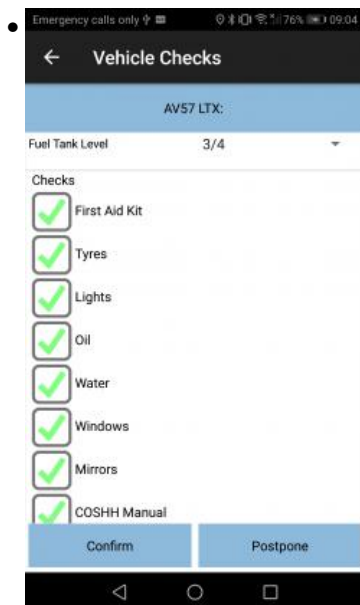 Emergency calls only 76% 09:04
Vehicle Checks
AV57 LTX:
Fuel Tank Level 3/4
Checks
First Aid Kit
Tyres
Lights
Oil
Water
Windows
Mirrors
COSHH Manual
Confirm Postpone